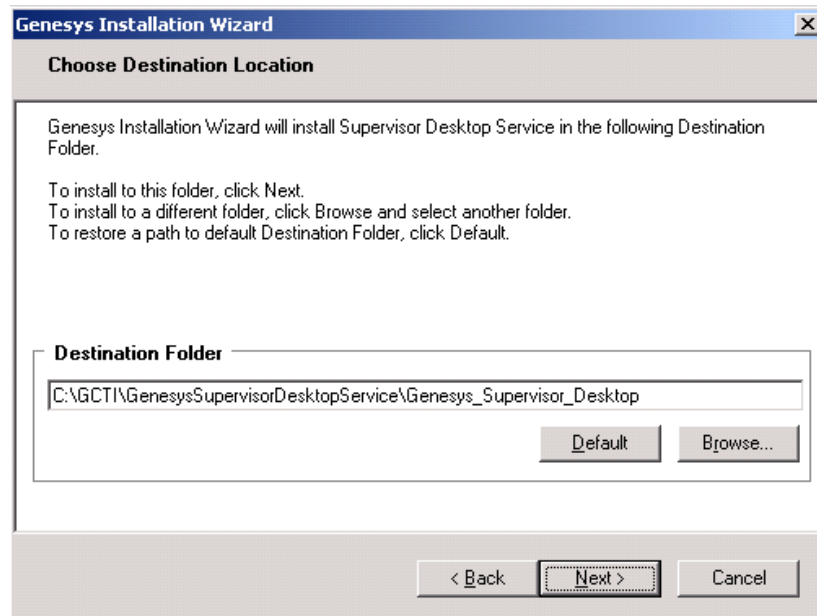 Genesys Installation Wizard
Choose Destination Location
Genesys Installation Wizard will install Supervisor Desktop Service in the following Destination
Folder.
To install to this folder, click Next.
To install to a different folder, click Browse and select another folder.
To restore a path to default Destination Folder, click Default.
Destination Folder
C:\GCTI\GenesysSupervisorDesktopService\Genesys_Supervisor_Desktop
Default
Browse...
< Back
Next >
Cancel